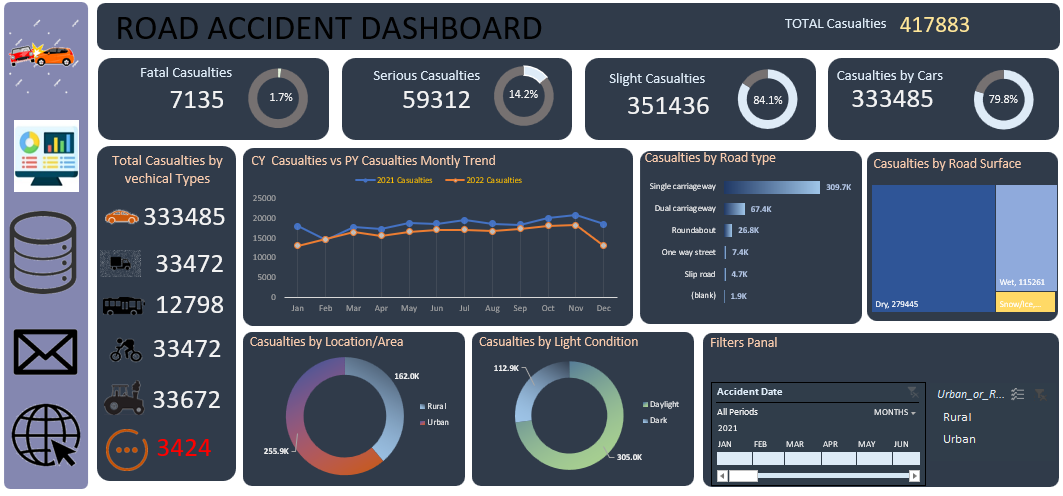 ROAD ACCIDENT DASHBOARD
TOTAL Casualties 417883
Fatal Casualties
7135
1.7%
Serious Casualties
59312
14.2%
Slight Casualties
351436
84.1%
Casualties by Cars
333485
79.8%
Total Casualties by
vechical Types
333485
33472
12798
33472
33672
3424
CY Casualties vs PY Casualties Montly Trend
2021 Casualties
2022 Casualties
25000
20000
15000
10000
5000
0
Jan Feb Mar Apr May Jun Jul Aug Sep Oct Nov Dec
Casualties by Road type
Single carriageway 309.7K
Dual carriageway 67.4K
Roundabout 26.8K
One way street 7.4K
Slip road 4.7K
(blank) 1.9K
Casualties by Road Surface
Dry, 279445
Wet, 115261
Snow/Ice,...
Casualties by Location/Area
162.0K
Rural
Urban
255.9K
Casualties by Light Condition
112.9K
Daylight
Dark
305.0K
Filters Panal
Accident Date
All Periods MONTHS
2021
JAN FEB MAR APR MAY JUN
Urban_or_R...
Rural
Urban